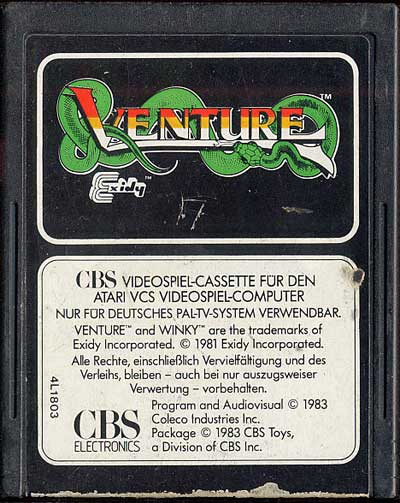 VENTURE™
Exidy™
17
CBS VIDEOSPIEL-CASSETTE FÜR DEN
ATARI VCS VIDEOSPIEL-COMPUTER
NUR FÜR DEUTSCHES PAL-TV-SYSTEM VERWENDBAR.
VENTURE™ and WINKY™ are the trademarks of
Exidy Incorporated. © 1981 Exidy Incorporated.
Alle Rechte, einschließlich Vervielfältigung und des
Verleihs, bleiben – auch bei nur auszugsweiser
Verwertung – vorbehalten.
4L1803
CBS
ELECTRONICS
Program and Audiovisual © 1983
Coleco Industries Inc.
Package © 1983 CBS Toys,
a Division of CBS Inc.